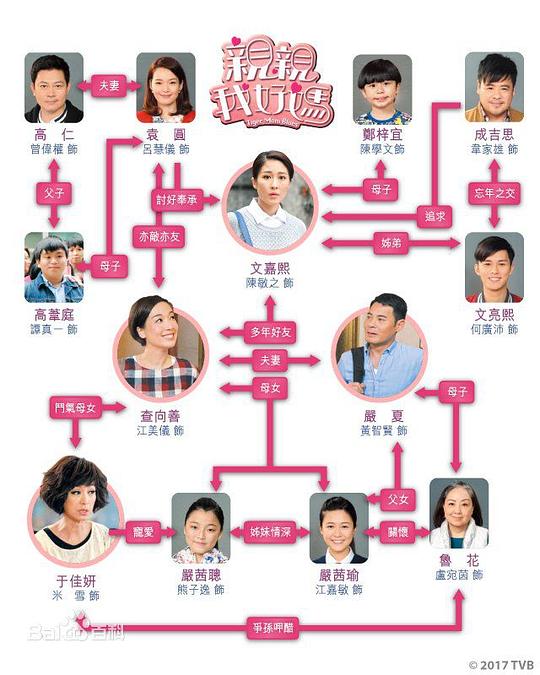 親親
我好媽
Tiger Mom Blues
夫妻
高 仁
曾偉權 飾
袁 圓
呂慧儀 飾
鄭梓宜
陳學文飾
成吉思
韋家雄 飾
父子
討好奉承
母子
追求
忘年之交
亦敵亦友
母子
姊弟
高葦庭
譚真一 飾
文嘉熙
陳敏之 飾
文亮熙
何廣沛 飾
多年好友
夫妻
母女
鬥氣母女
查向善
江美儀 飾
嚴 夏
黃智賢 飾
母子
父女
寵愛
姊妹情深
關懷
于佳妍
米 雪 飾
嚴茜聰
熊子逸 飾
嚴茜瑜
江嘉敏 飾
魯 花
盧宛茵 飾
Bai 百科
爭孫呷醋
© 2017 TVB